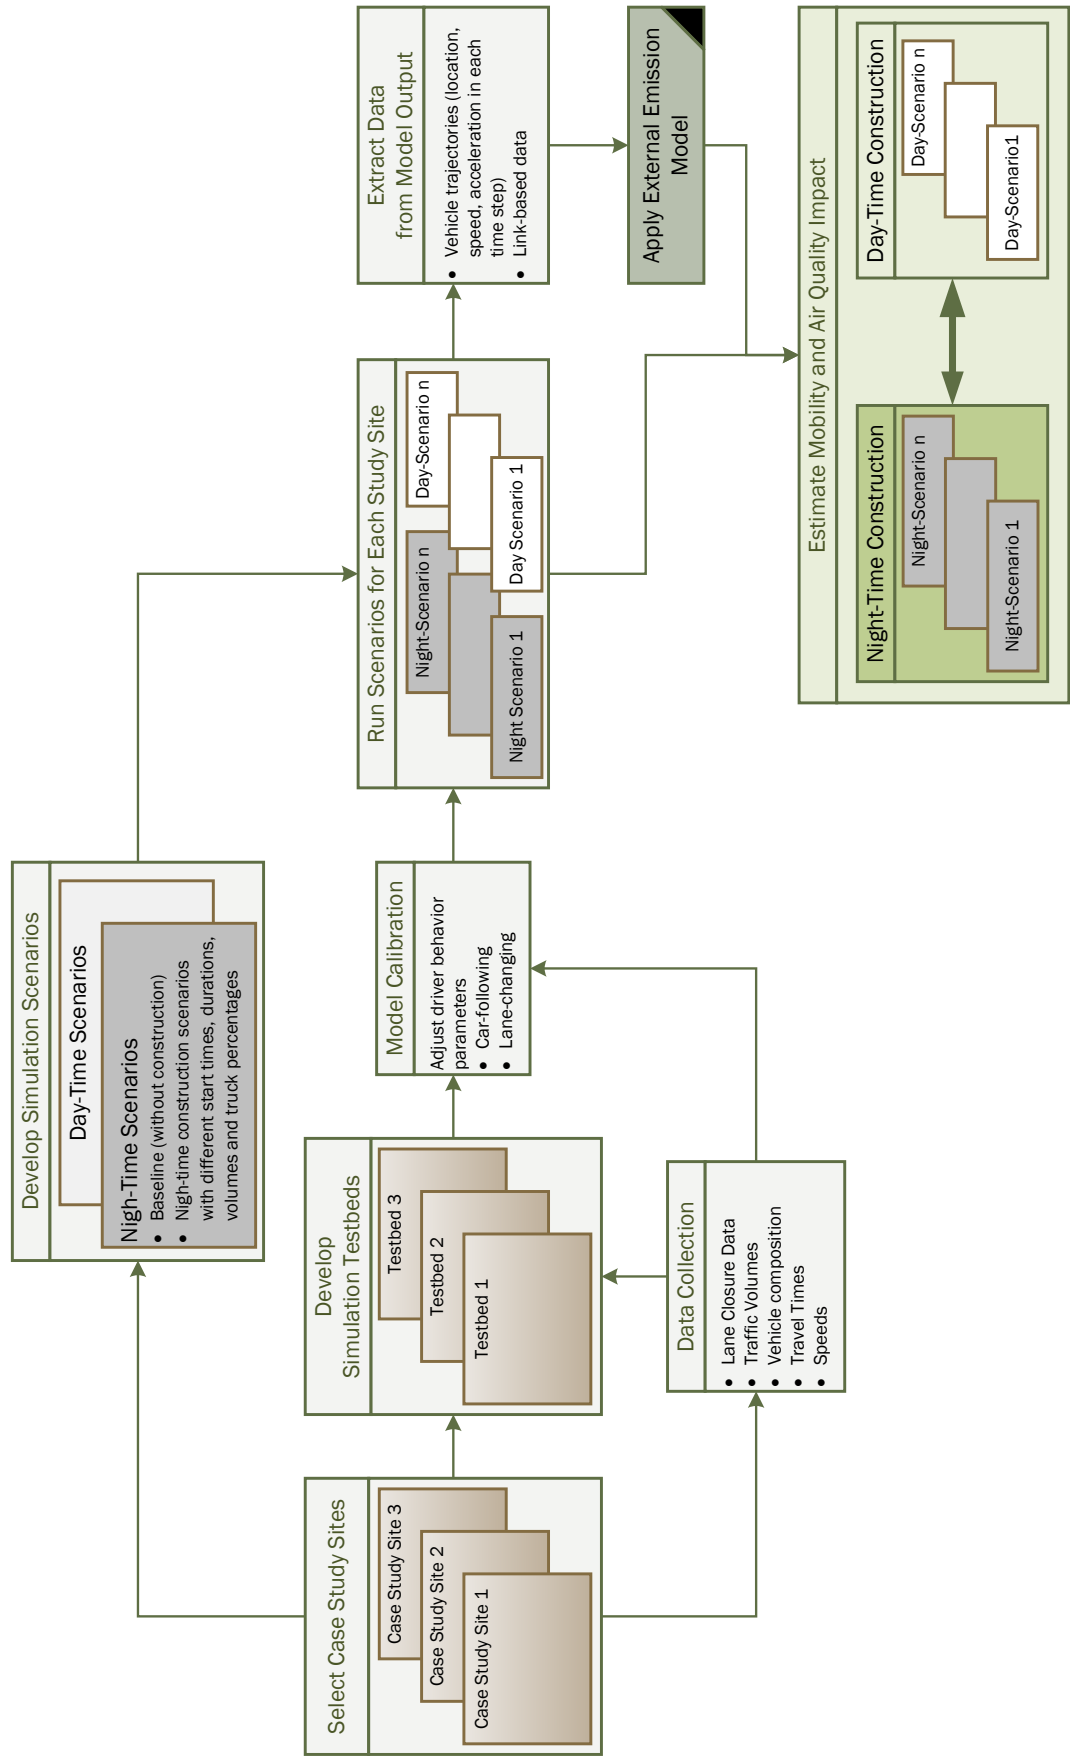 Select Case Study Sites
Case Study Site 3
Case Study Site 2
Case Study Site 1
Develop Simulation Scenarios
Day-Time Scenarios
Nigh-Time Scenarios
• Baseline (without construction)
• Nigh-time construction scenarios
with different start times, durations,
volumes and truck percentages
Develop
Simulation Testbeds
Testbed 3
Testbed 2
Testbed 1
Data Collection
• Lane Closure Data
• Traffic Volumes
• Vehicle composition
• Travel Times
• Speeds
Model Calibration
Adjust driver behavior
parameters
• Car-following
• Lane-changing
Run Scenarios for Each Study Site
Night-Scenario n
Night Scenario 1
Day-Scenario n
Day Scenario 1
Extract Data
from Model Output
• Vehicle trajectories (location,
speed, acceleration in each
time step)
• Link-based data
Apply External Emission
Model
Estimate Mobility and Air Quality Impact
Night-Time Construction
Night-Scenario n
Night-Scenario 1
Day-Time Construction
Day-Scenario n
Day-Scenario1